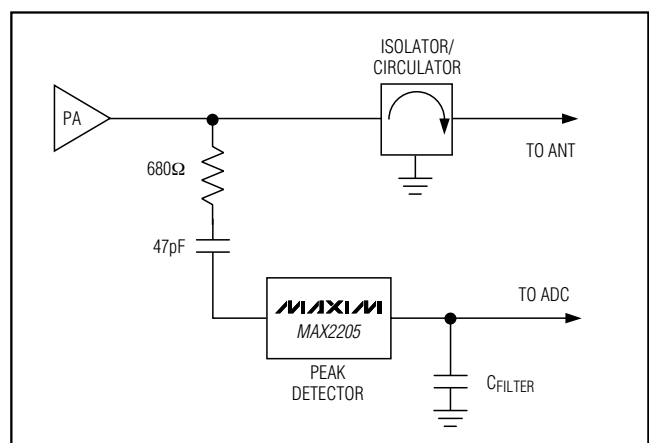 ISOLATOR/
CIRCULATOR
PA
TO ANT
680Ω
47pF
MAXIM
MAX2205
TO ADC
PEAK
DETECTOR
CFILTER